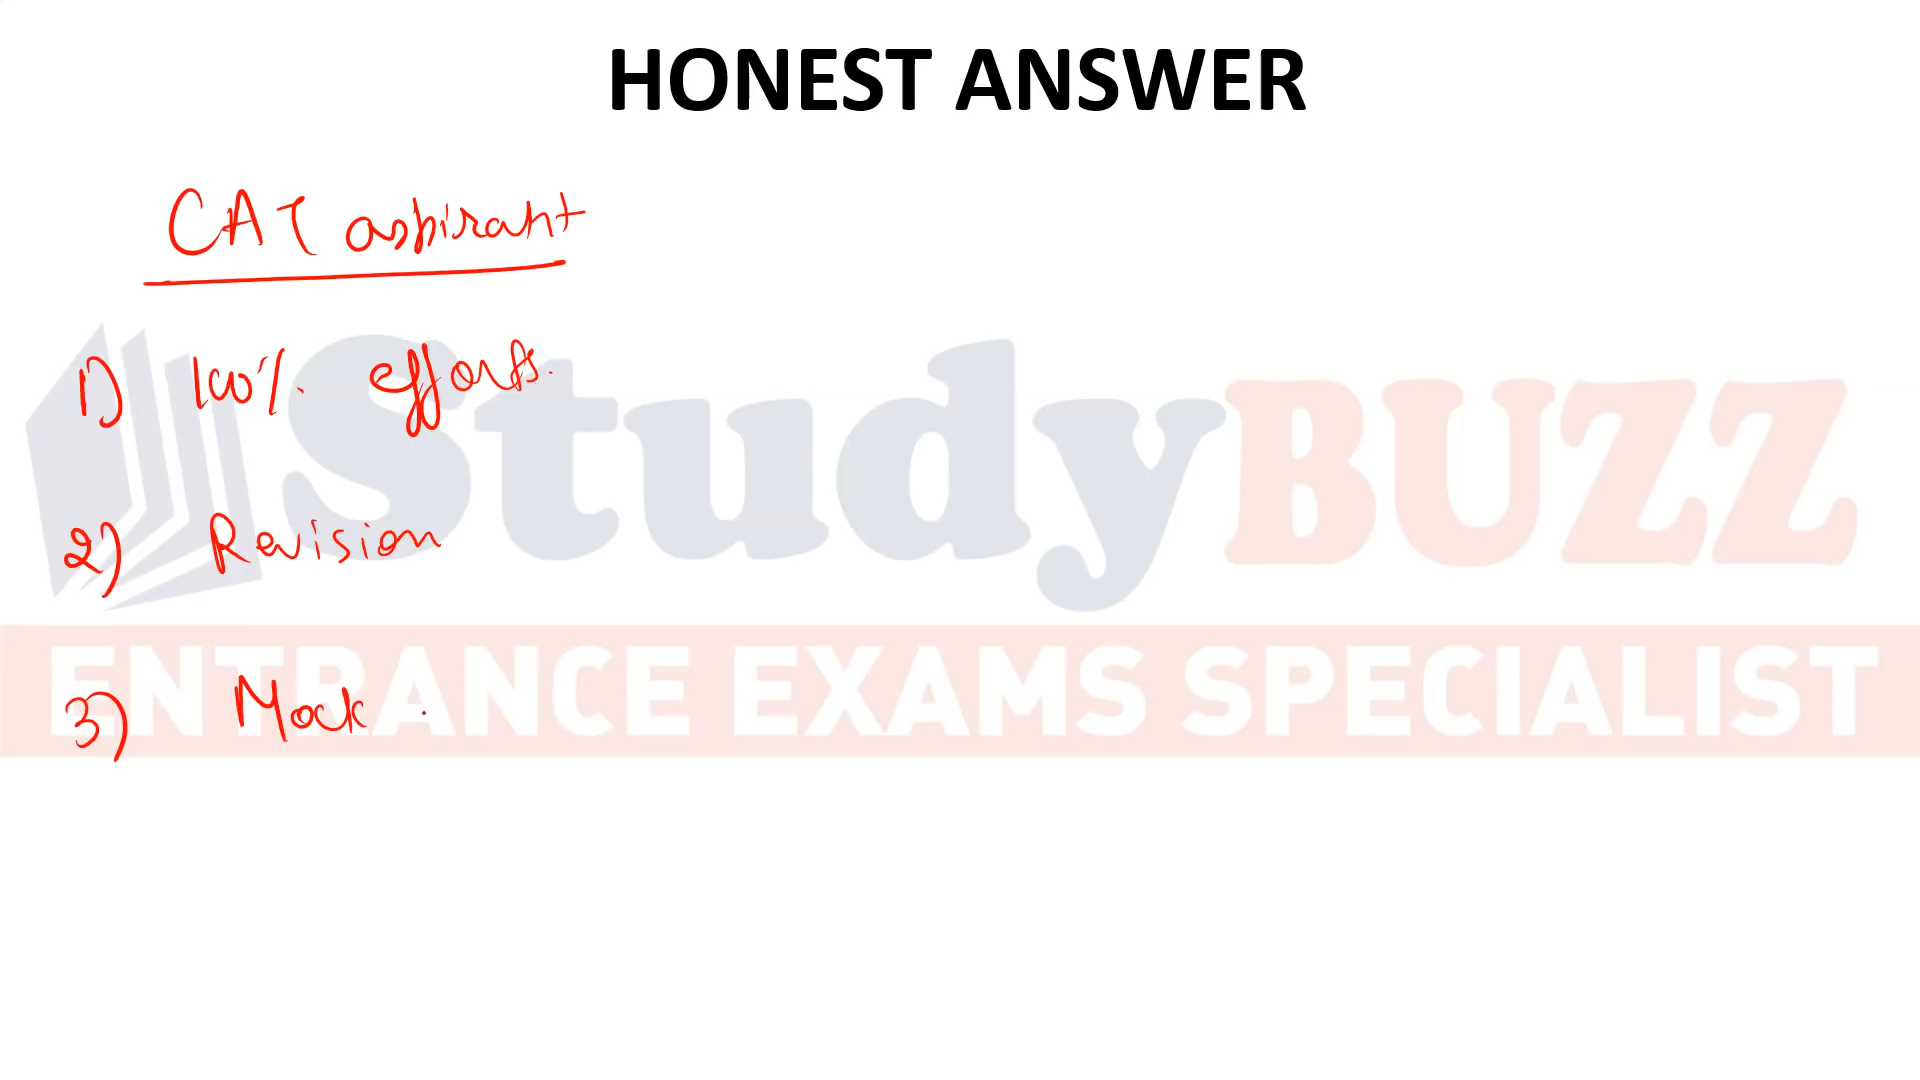 HONEST ANSWER
CAT aspirant
1) 100% efforts.
2) Revision
3) Mock
StudyBUZZ
ENTRANCE EXAMS SPECIALIST